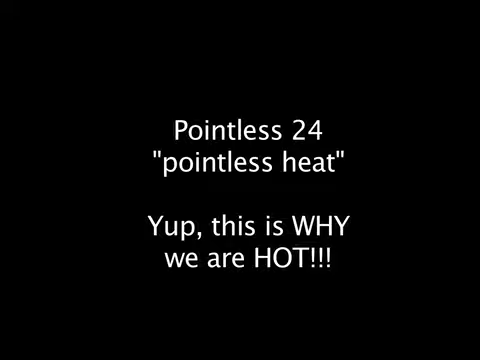 Pointless 24
"pointless heat"
Yup, this is WHY
we are HOT!!!